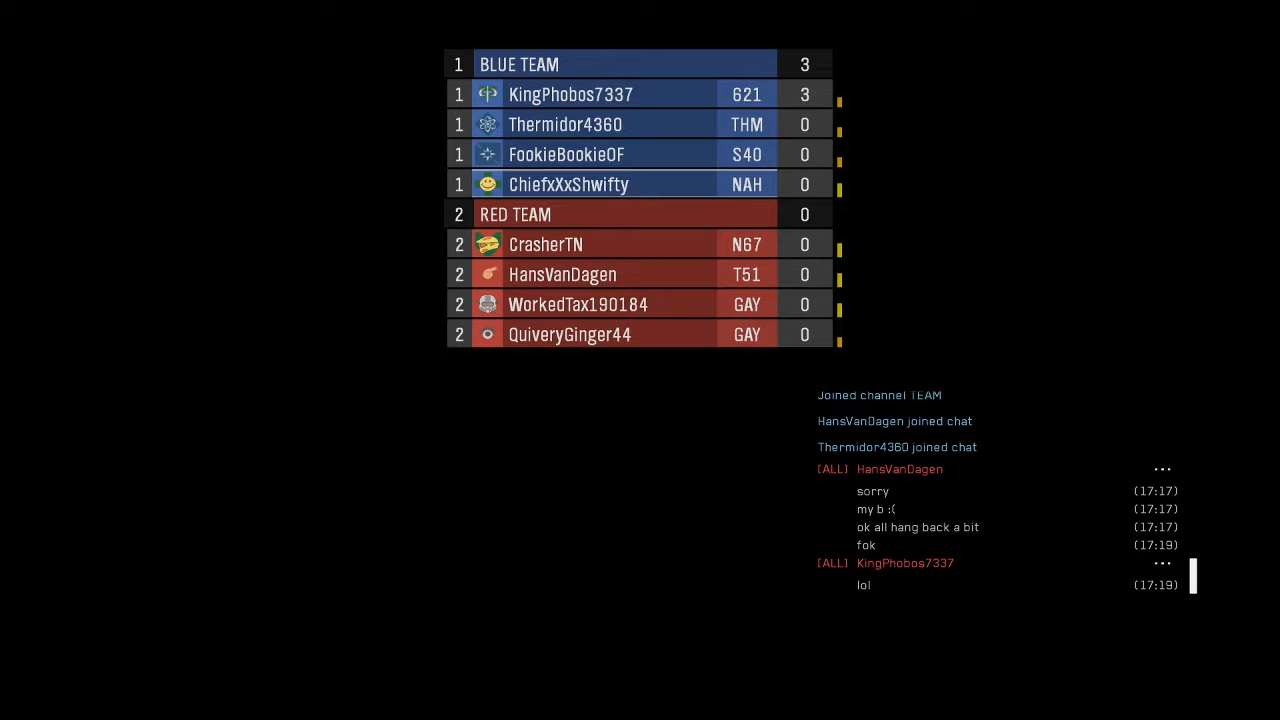 1 BLUE TEAM 3
1 KingPhobos7337 621 3
1 Thermidor4360 THM 0
1 FookieBookieOF S40 0
1 ChiefxXxShwifty NAH 0
2 RED TEAM 0
2 CrasherTN N67 0
2 HansVanDagen T51 0
2 WorkedTax190184 GAY 0
2 QuiveryGinger44 GAY 0
Joined channel TEAM
HansVanDagen joined chat
Thermidor4360 joined chat
[ALL] HansVanDagen ...
sorry (17:17)
my b :( (17:17)
ok all hang back a bit (17:17)
fok (17:19)
[ALL] KingPhobos7337 ...
lol (17:19)